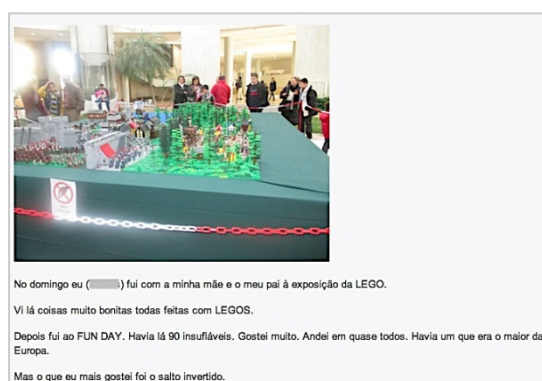 No domingo eu ( ) fui com a minha mãe e o meu pai à exposição da LEGO.
Vi lá coisas muito bonitas todas feitas com LEGOS.
Depois fui ao FUN DAY. Havia lá 90 insufláveis. Gostei muito. Andei em quase todos. Havia um que era o maior da
Europa.
Mas o que eu mais gostei foi o salto invertido.